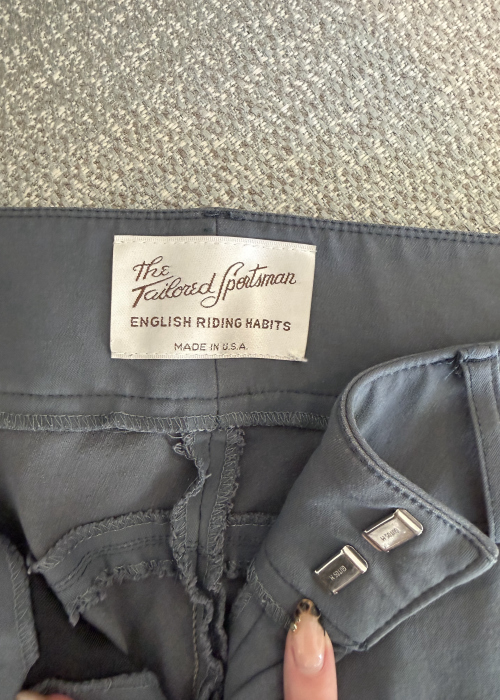 The
Tailored Sportsman
ENGLISH RIDING HABITS
MADE IN U.S.A.